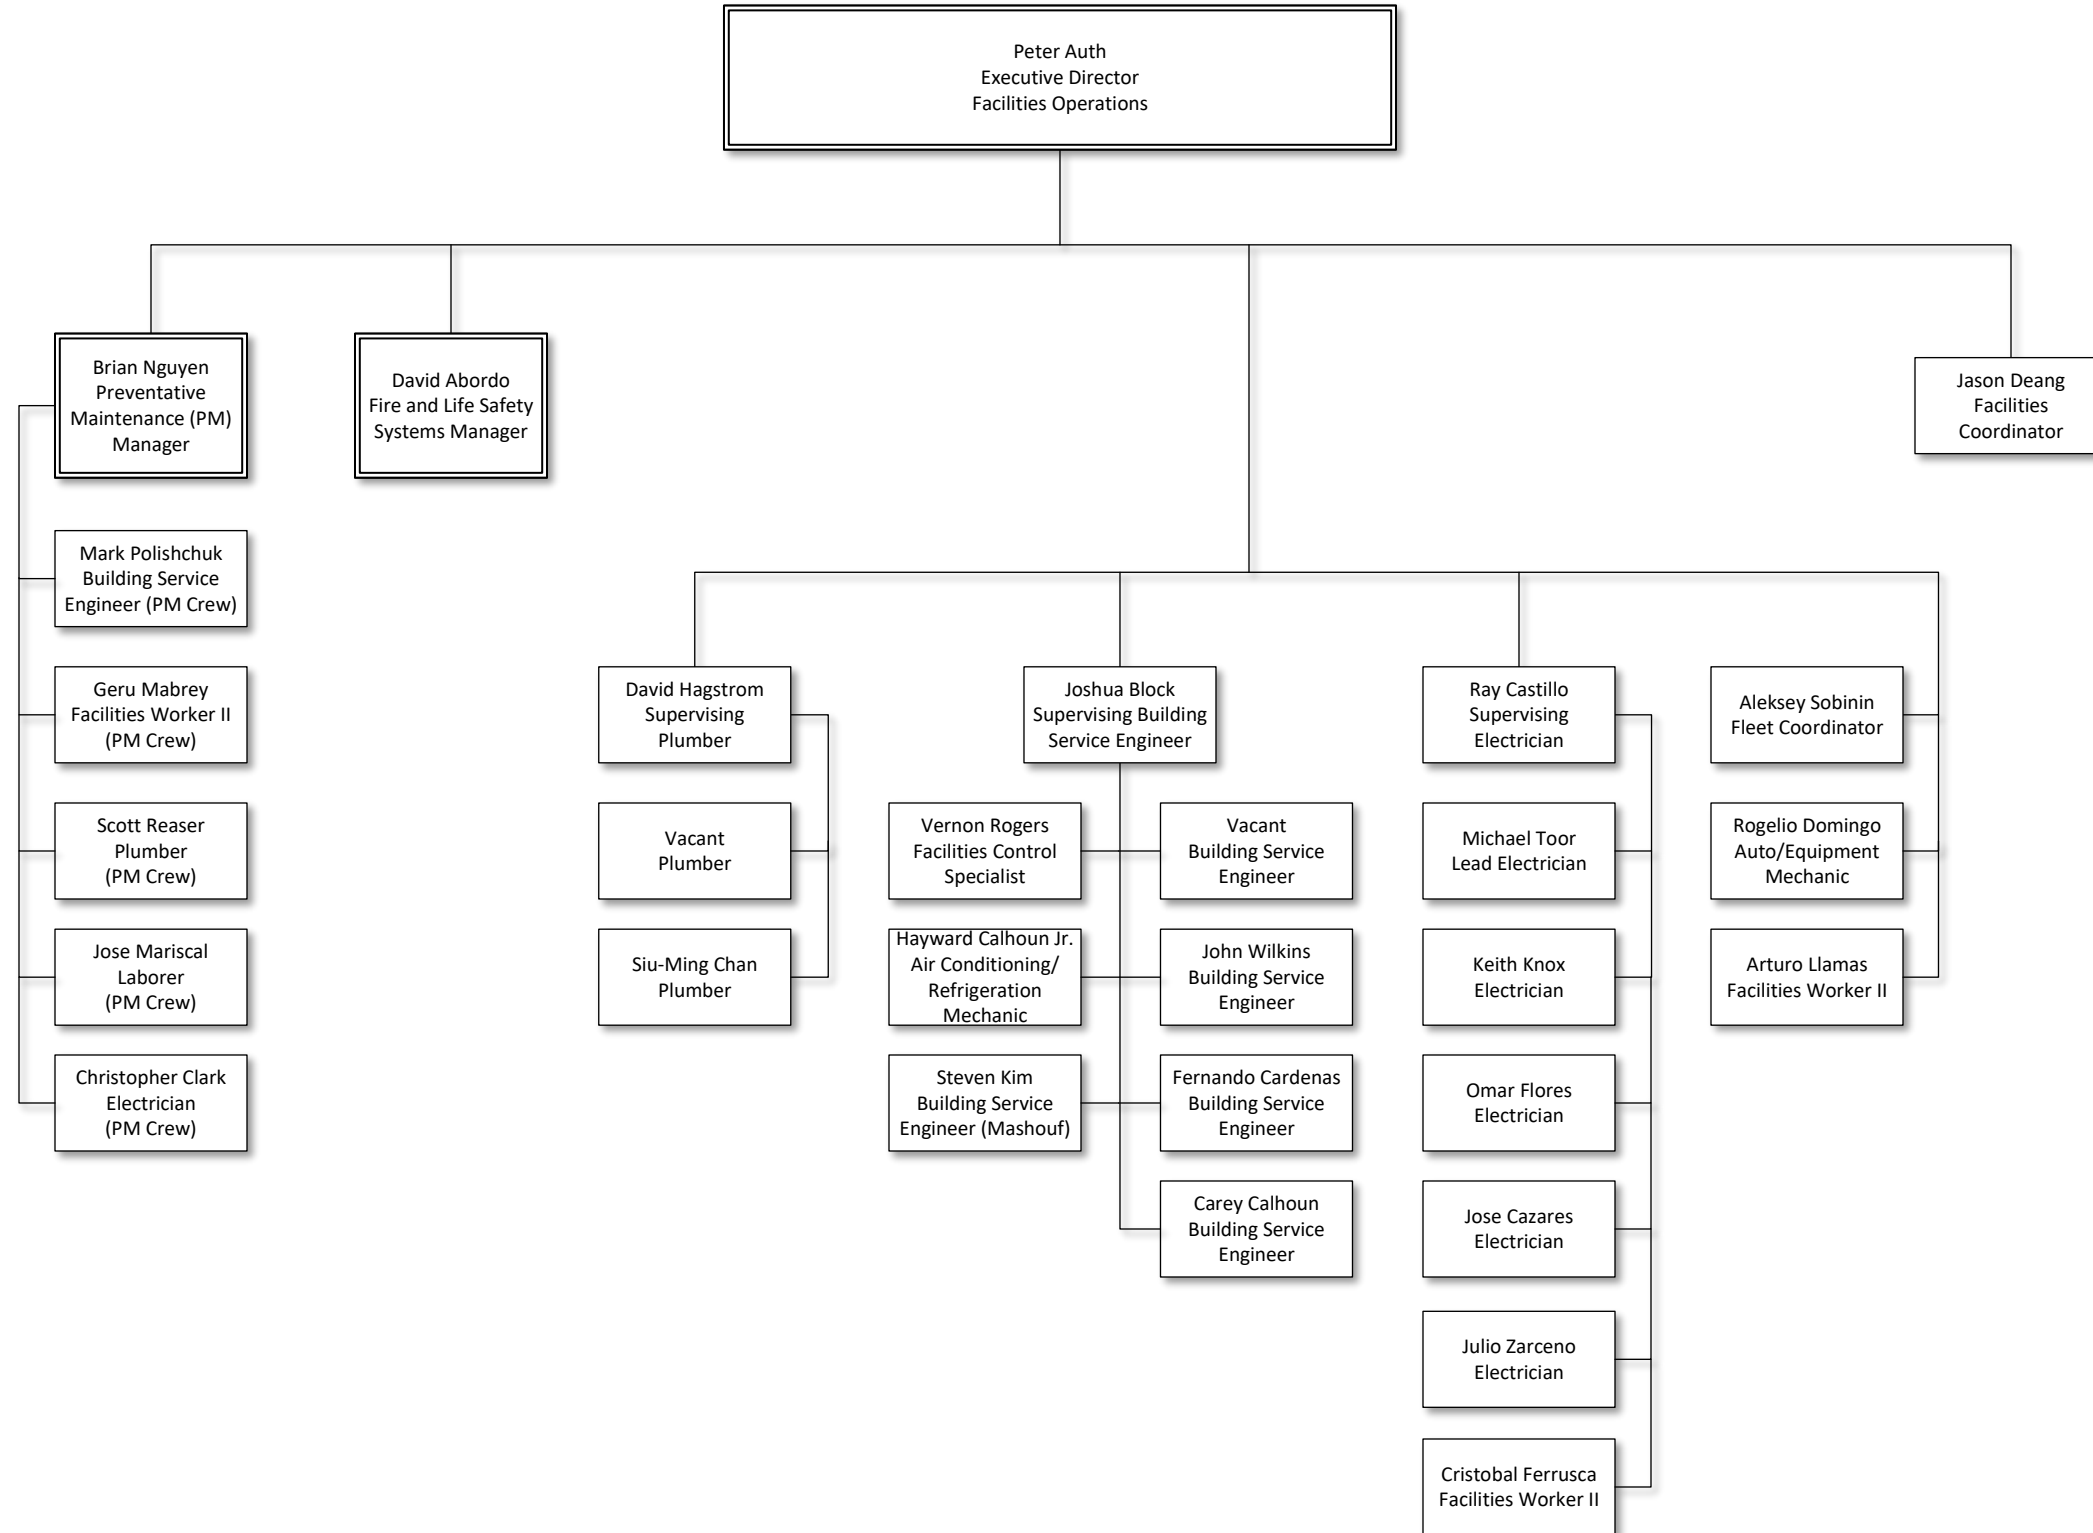 Peter Auth
Executive Director
Facilities Operations
Brian Nguyen
Preventative
Maintenance (PM)
Manager
David Abordo
Fire and Life Safety
Systems Manager
Jason Deang
Facilities
Coordinator
Mark Polishchuk
Building Service
Engineer (PM Crew)
Geru Mabrey
Facilities Worker II
(PM Crew)
Scott Reaser
Plumber
(PM Crew)
Jose Mariscal
Laborer
(PM Crew)
Christopher Clark
Electrician
(PM Crew)
David Hagstrom
Supervising
Plumber
Vacant
Plumber
Siu-Ming Chan
Plumber
Joshua Block
Supervising Building
Service Engineer
Vernon Rogers
Facilities Control
Specialist
Hayward Calhoun Jr.
Air Conditioning/
Refrigeration
Mechanic
Steven Kim
Building Service
Engineer (Mashouf)
Vacant
Building Service
Engineer
John Wilkins
Building Service
Engineer
Fernando Cardenas
Building Service
Engineer
Carey Calhoun
Building Service
Engineer
Ray Castillo
Supervising
Electrician
Michael Toor
Lead Electrician
Keith Knox
Electrician
Omar Flores
Electrician
Jose Cazares
Electrician
Julio Zarceno
Electrician
Cristobal Ferrusca
Facilities Worker II
Aleksey Sobinin
Fleet Coordinator
Rogelio Domingo
Auto/Equipment
Mechanic
Arturo Llamas
Facilities Worker II